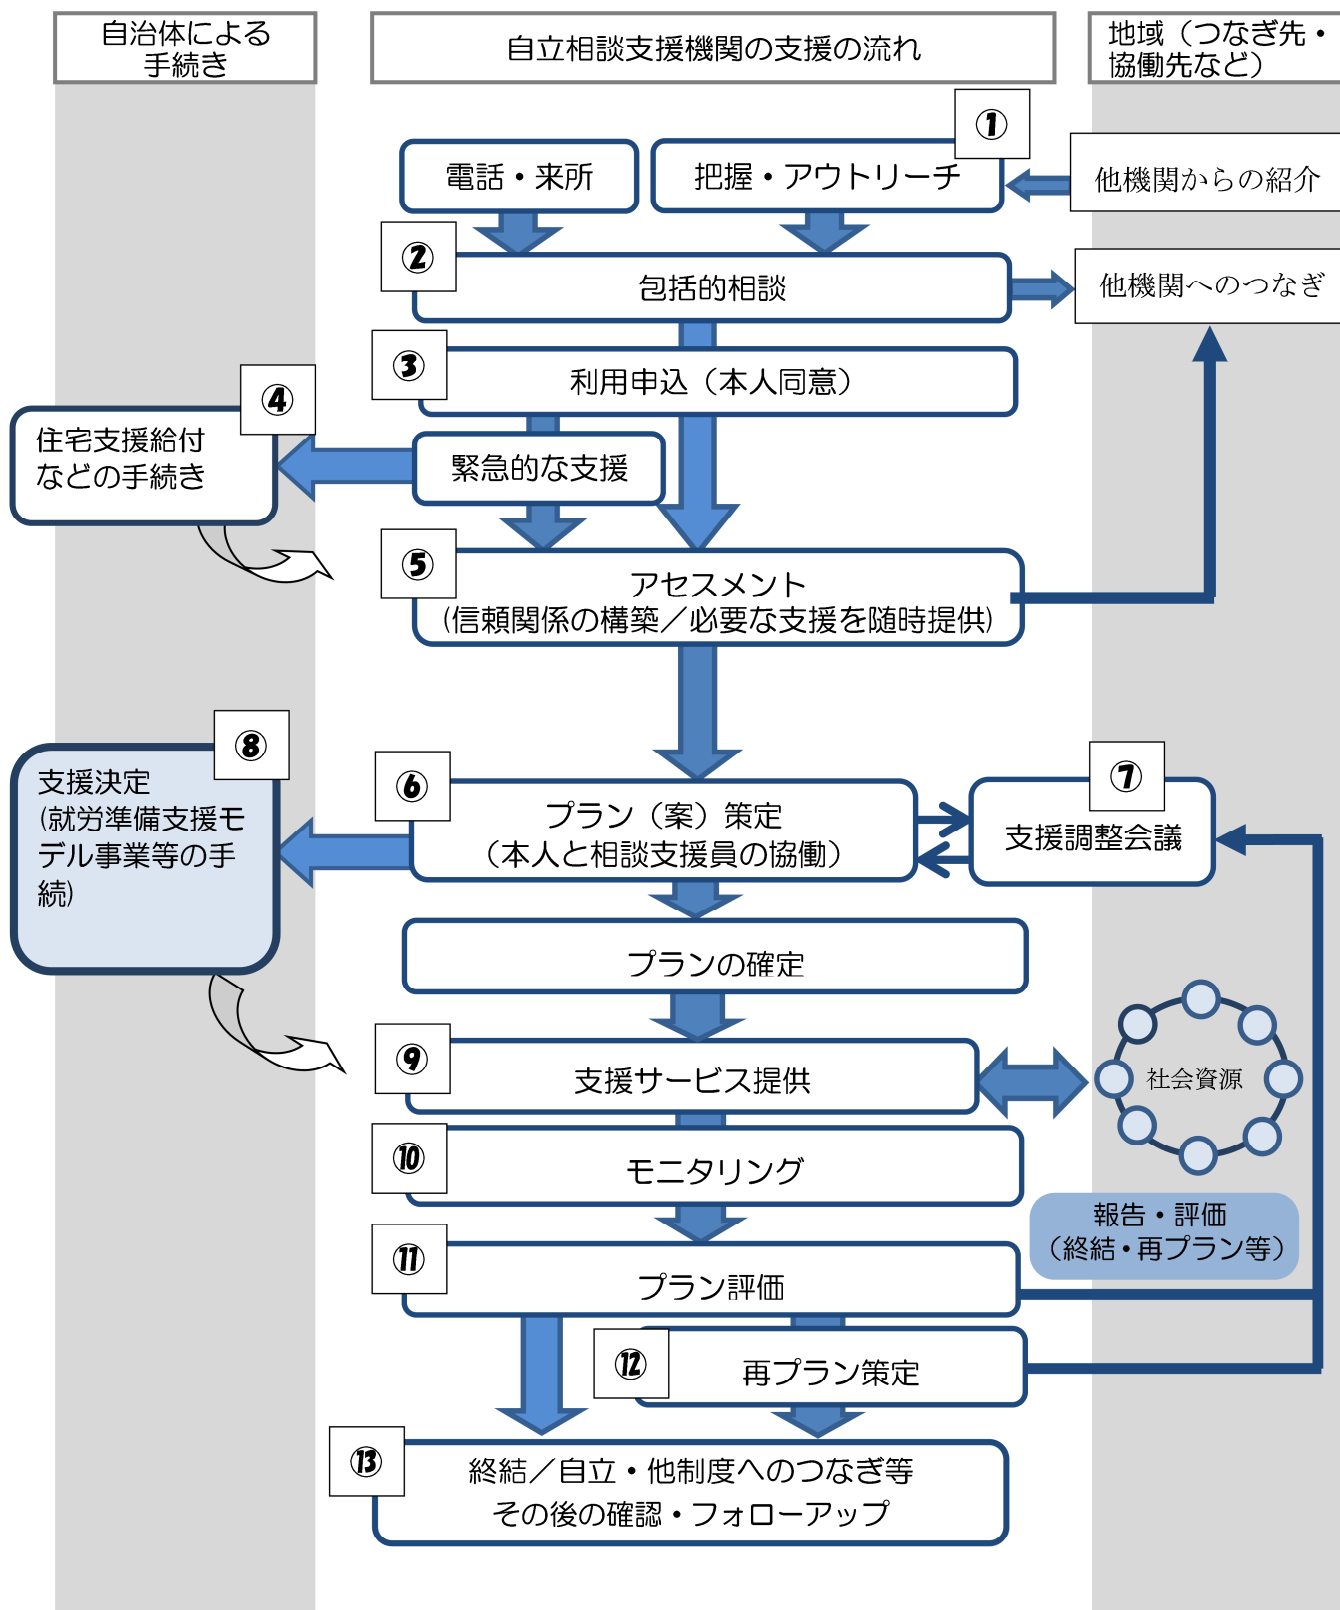 自治体による
手続き
自立相談支援機関の支援の流れ
地域（つなぎ先・
協働先など）
①
電話・来所
把握・アウトリーチ
他機関からの紹介
②
包括的相談
他機関へのつなぎ
③
利用申込（本人同意）
④
住宅支援給付
などの手続き
緊急的な支援
⑤
アセスメント
(信頼関係の構築／必要な支援を随時提供)
⑧
支援決定
(就労準備支援モ
デル事業等の手
続)
⑥
プラン（案）策定
（本人と相談支援員の協働）
⑦
支援調整会議
プランの確定
⑨
支援サービス提供
社会資源
⑩
モニタリング
報告・評価
（終結・再プラン等）
⑪
プラン評価
⑫
再プラン策定
⑬
終結／自立・他制度へのつなぎ等
その後の確認・フォローアップ